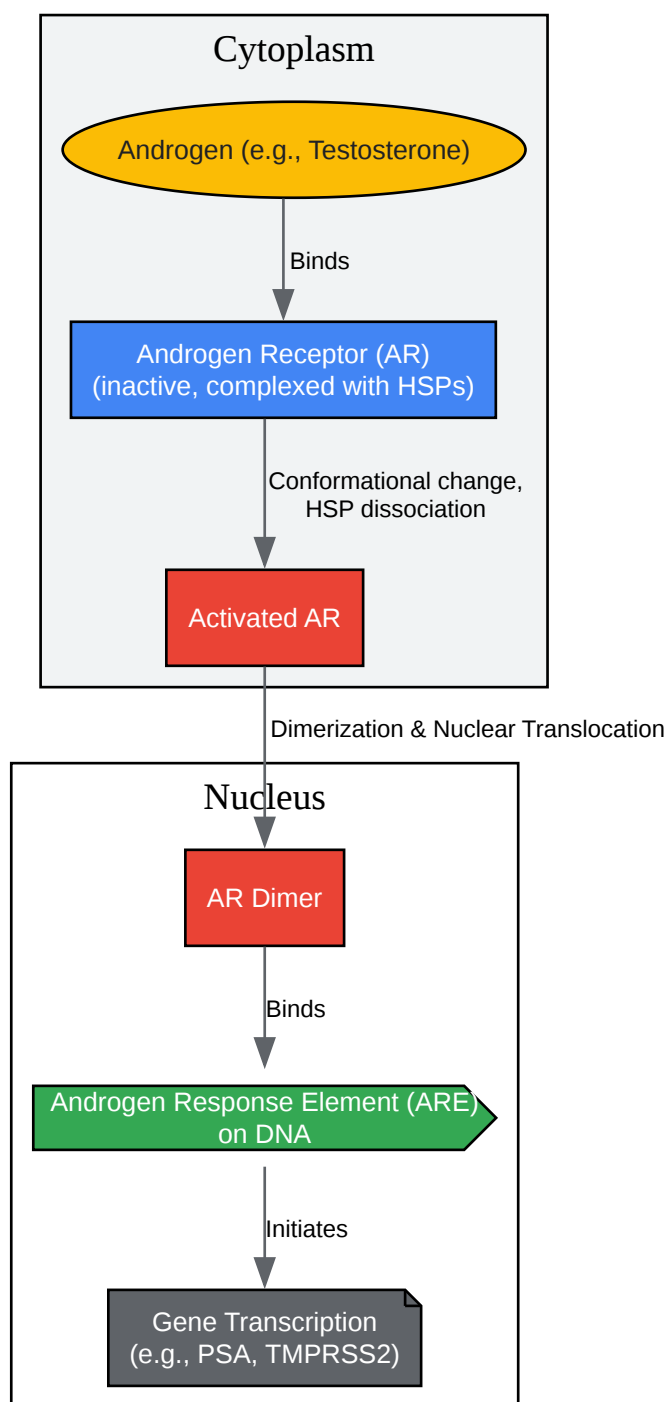 Cytoplasm
Androgen (e.g., Testosterone)
Binds
Androgen Receptor (AR)
(inactive, complexed with HSPs)
Conformational change,
HSP dissociation
Activated AR
Dimerization & Nuclear Translocation
Nucleus
AR Dimer
Binds
Androgen Response Element (ARE)
on DNA
Initiates
Gene Transcription
(e.g., PSA, TMPRSS2)